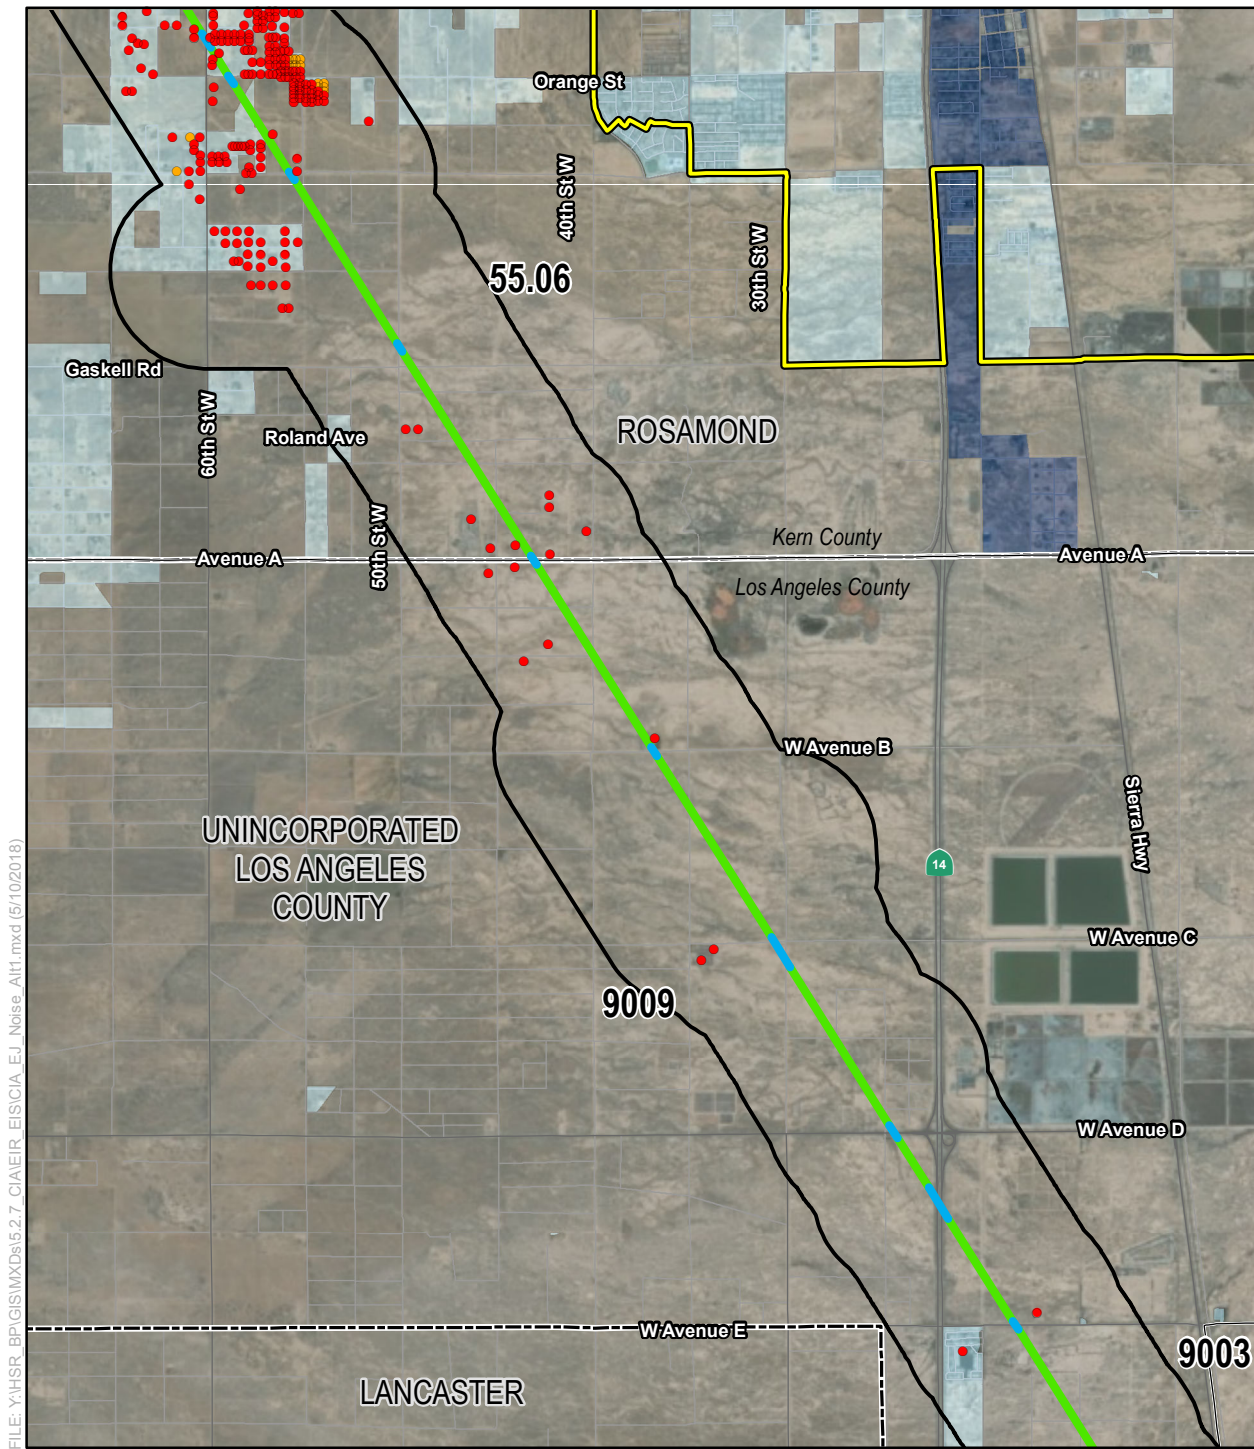 Orange St
40th St W
30th St W
55.06
Gaskell Rd
60th St W
Roland Ave
ROSAMOND
50th St W
Kern County
Avenue A
Avenue A
Los Angeles County
W Avenue B
Sierra Hwy
UNINCORPORATED
LOS ANGELES
COUNTY
14
W Avenue C
9009
W Avenue D
W Avenue E
9003
LANCASTER
FILE: Y:\HSR_BP\GIS\MXDs\5.2.7_CIA\EIR_EIS\CIA_EJ_Noise_Alt1.mxd (5/10/2018)